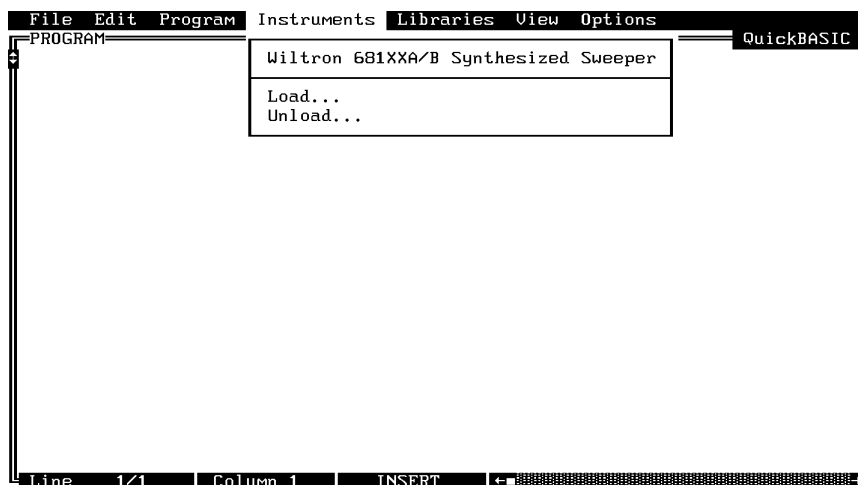 File Edit Program Instruments Libraries View Options
PROGRAM QuickBASIC
Wiltron 681XXA/B Synthesized Sweeper
Load...
Unload...
Line 1/1 Column 1 INSERT